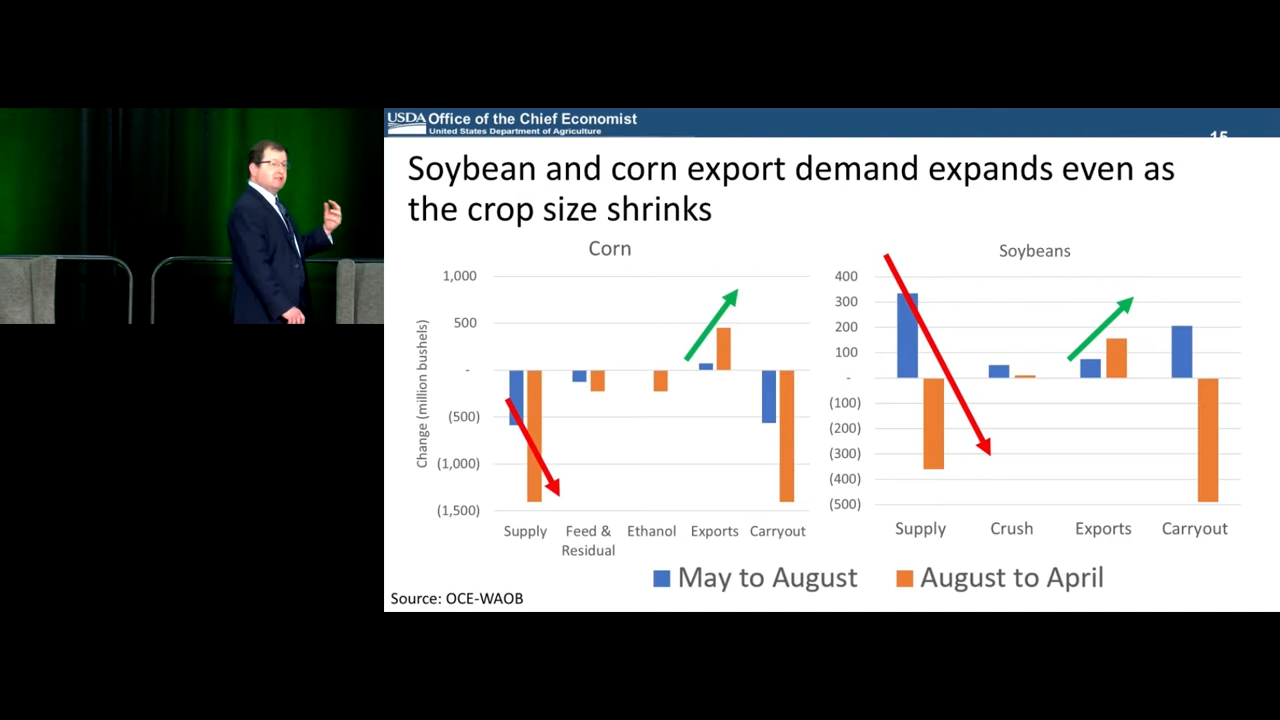 USDA Office of the Chief Economist
United States Department of Agriculture
15
Soybean and corn export demand expands even as
the crop size shrinks
Corn
Change (million bushels)
1,000
500
-
(500)
(1,000)
(1,500)
Supply Feed & Ethanol Exports Carryout
Residual
Soybeans
400
300
200
100
-
(100)
(200)
(300)
(400)
(500)
Supply Crush Exports Carryout
May to August August to April
Source: OCE-WAOB